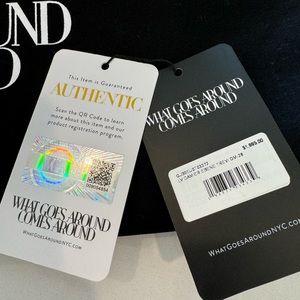 OUND
This Item is Guaranteed
AUTHENTIC
Scan the QR Code to learn
more about this item and our
product registration program.
WHAT GOES AROUND
COMES AROUND
WHATGOESAROUNDNYC.COM
WHAT GOES AROUND
COMES AROUND
WHATGOESAROUNDNYC.COM